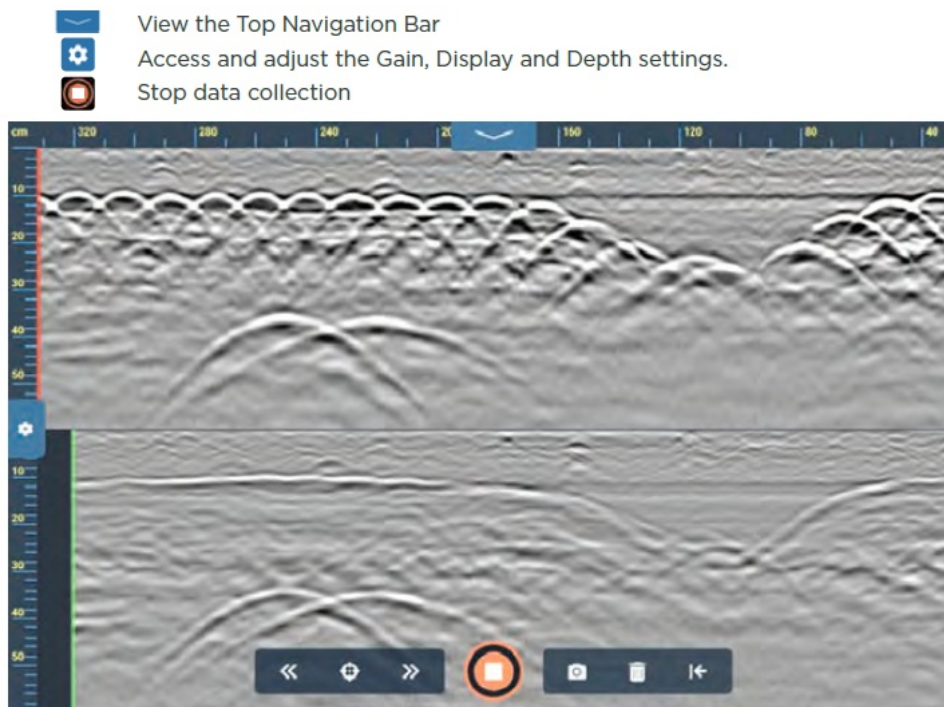 View the Top Navigation Bar
Access and adjust the Gain, Display and Depth settings.
Stop data collection
cm 320 280 240 160 120 80 40
10
20
30
40
50
10
20
30
40
50